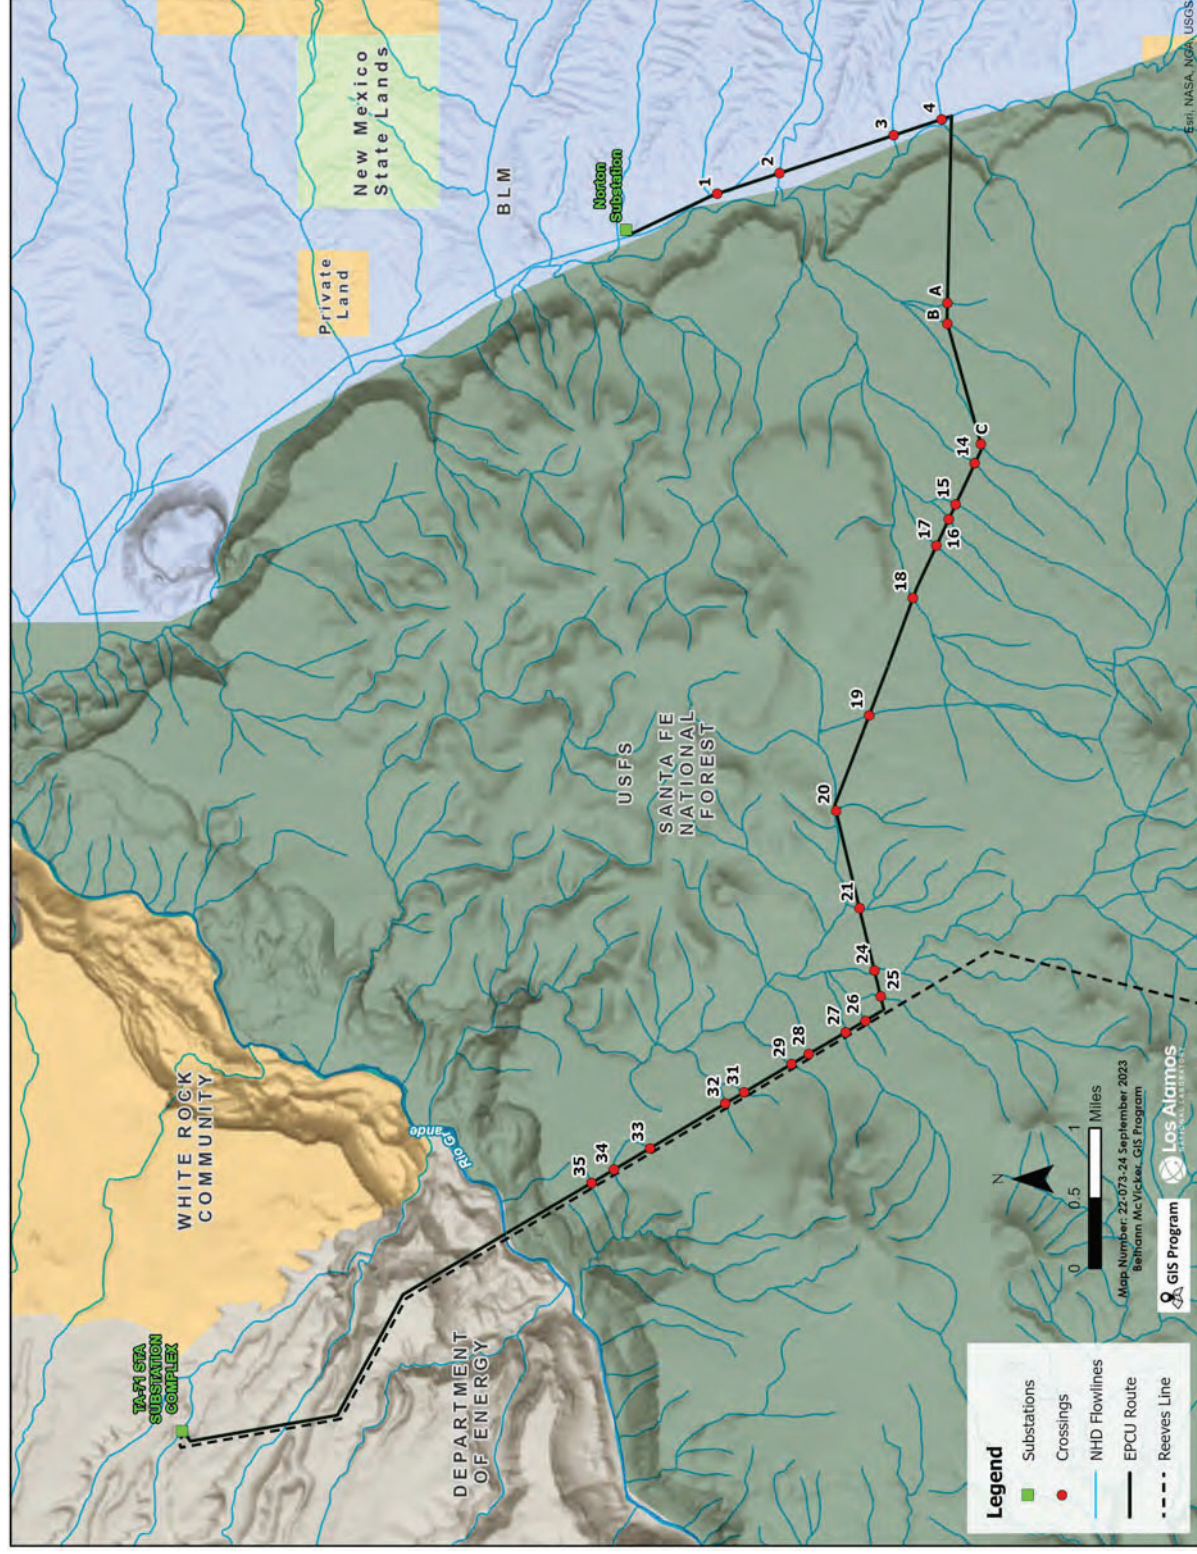 New Mexico
State Lands
Private
Land
BLM
Norton
Substation
1
2
3
4
A
B
C
14
15
16
17
18
19
20
21
24
25
26
27
28
29
31
32
33
34
35
USFS
SANTA FE
NATIONAL
FOREST
WHITE ROCK
COMMUNITY
Rio G
ande
TA-71 STA
SUBSTATION
COMPLEX
DEPARTMENT
OF ENERGY
Legend
Substations
Crossings
NHD Flowlines
EPCU Route
Reeves Line
N
0 0.5 1
Miles
Map Number: 22-073-24 September 2023
Bethann McVicker, GIS Program
GIS Program
Los Alamos
NATIONAL LABORATORY
Esri, NASA, NGA, USGS